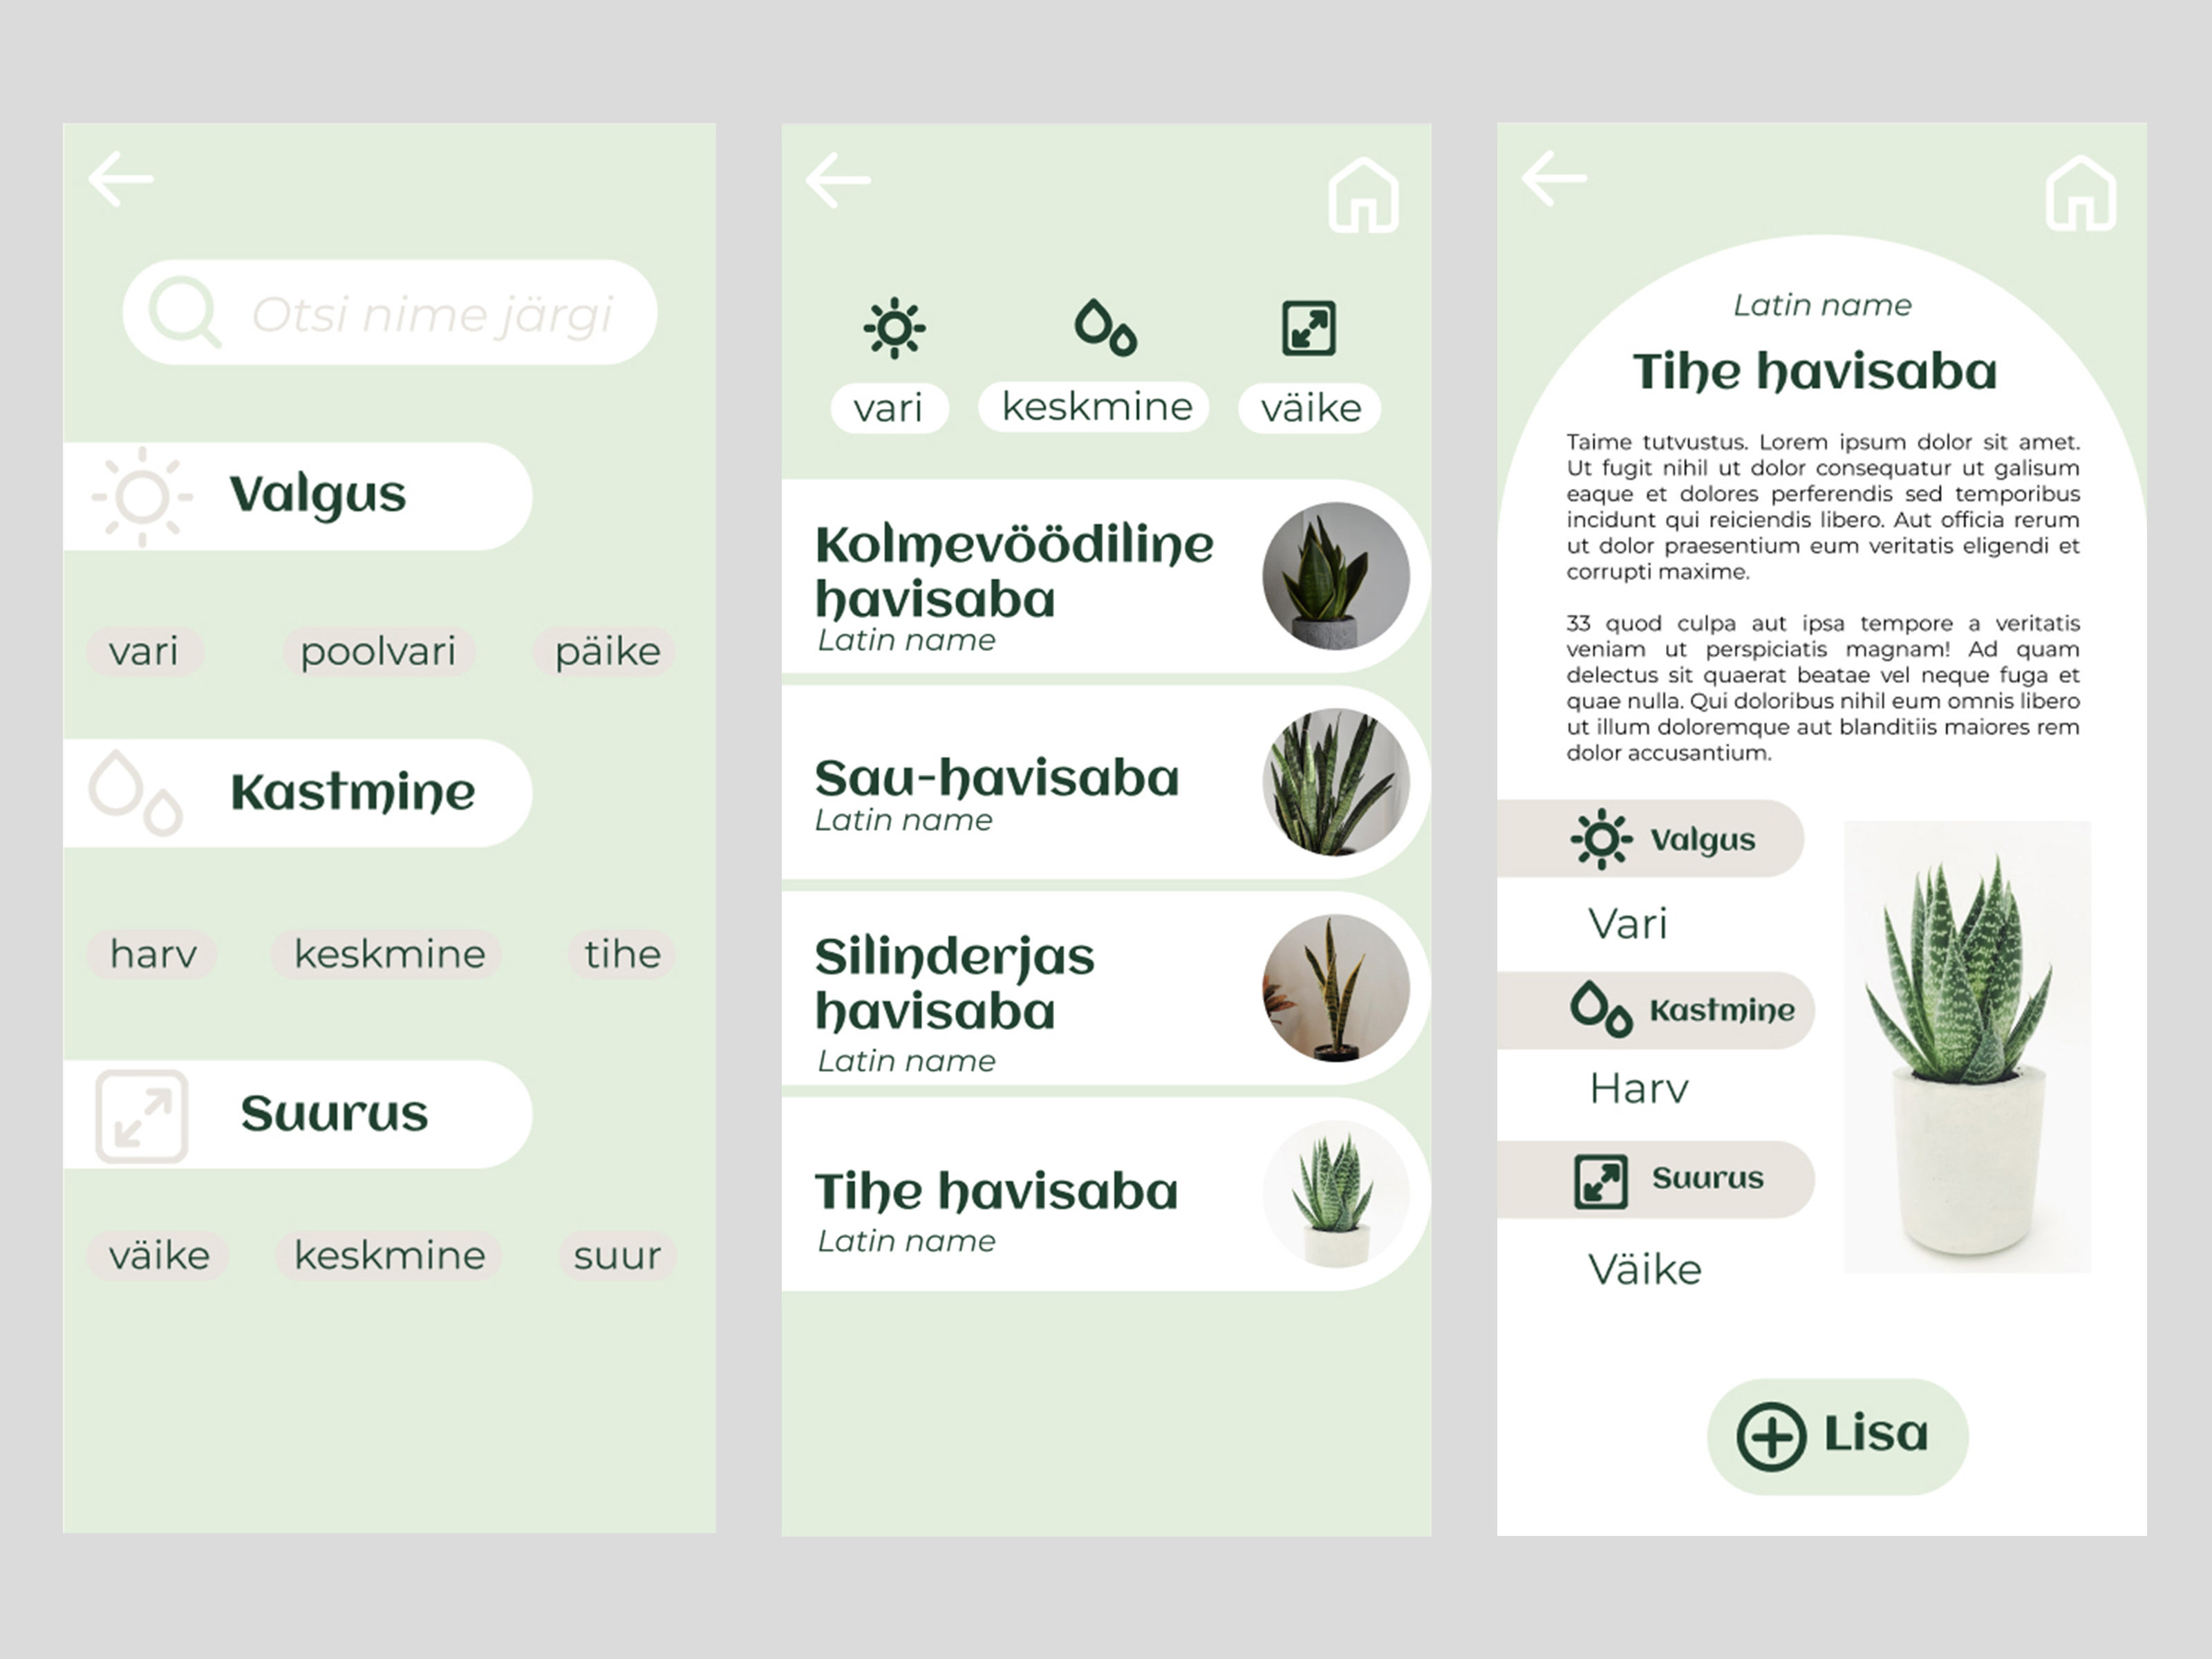 Otsi nime järgi
Valgus
vari poolvari päike
Kastmine
harv keskmine tihe
Suurus
väike keskmine suur
vari keskmine väike
Kolmevöödiline
havisaba
Latin name
Sau-havisaba
Latin name
Silinderjas
havisaba
Latin name
Tihe havisaba
Latin name
Latin name
Tihe havisaba
Taime tutvustus. Lorem ipsum dolor sit amet.
Ut fugit nihil ut dolor consequatur ut galisum
eaque et dolores perferendis sed temporibus
incidunt qui reiciendis libero. Aut officia rerum
ut dolor praesentium eum veritatis eligendi et
corrupti maxime.
33 quod culpa aut ipsa tempore a veritatis
veniam ut perspiciatis magnam! Ad quam
delectus sit quaerat beatae vel neque fuga et
quae nulla. Qui doloribus nihil eum omnis libero
ut illum doloremque aut blanditiis maiores rem
dolor accusantium.
Valgus
Vari
Kastmine
Harv
Suurus
Väike
Lisa